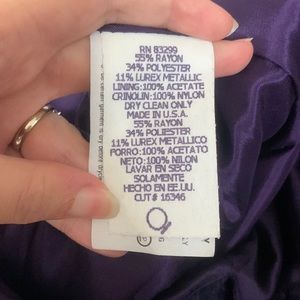 RN 83299
55% RAYON
34% POLYESTER
11% LUREX METALLIC
LINING:100% ACETATE
CRINOLIN: 100% NYLON
DRY CLEAN ONLY
MADE IN U.S.A.
55% RAYON
34% POLIESTER
11% LUREX METALLICO
FORRO:100% ACETATO
NETO: 100% NILON
LAVAR EN SECO
SOLAMENTE
HECHO EN EE.UU.
CUT# 16346